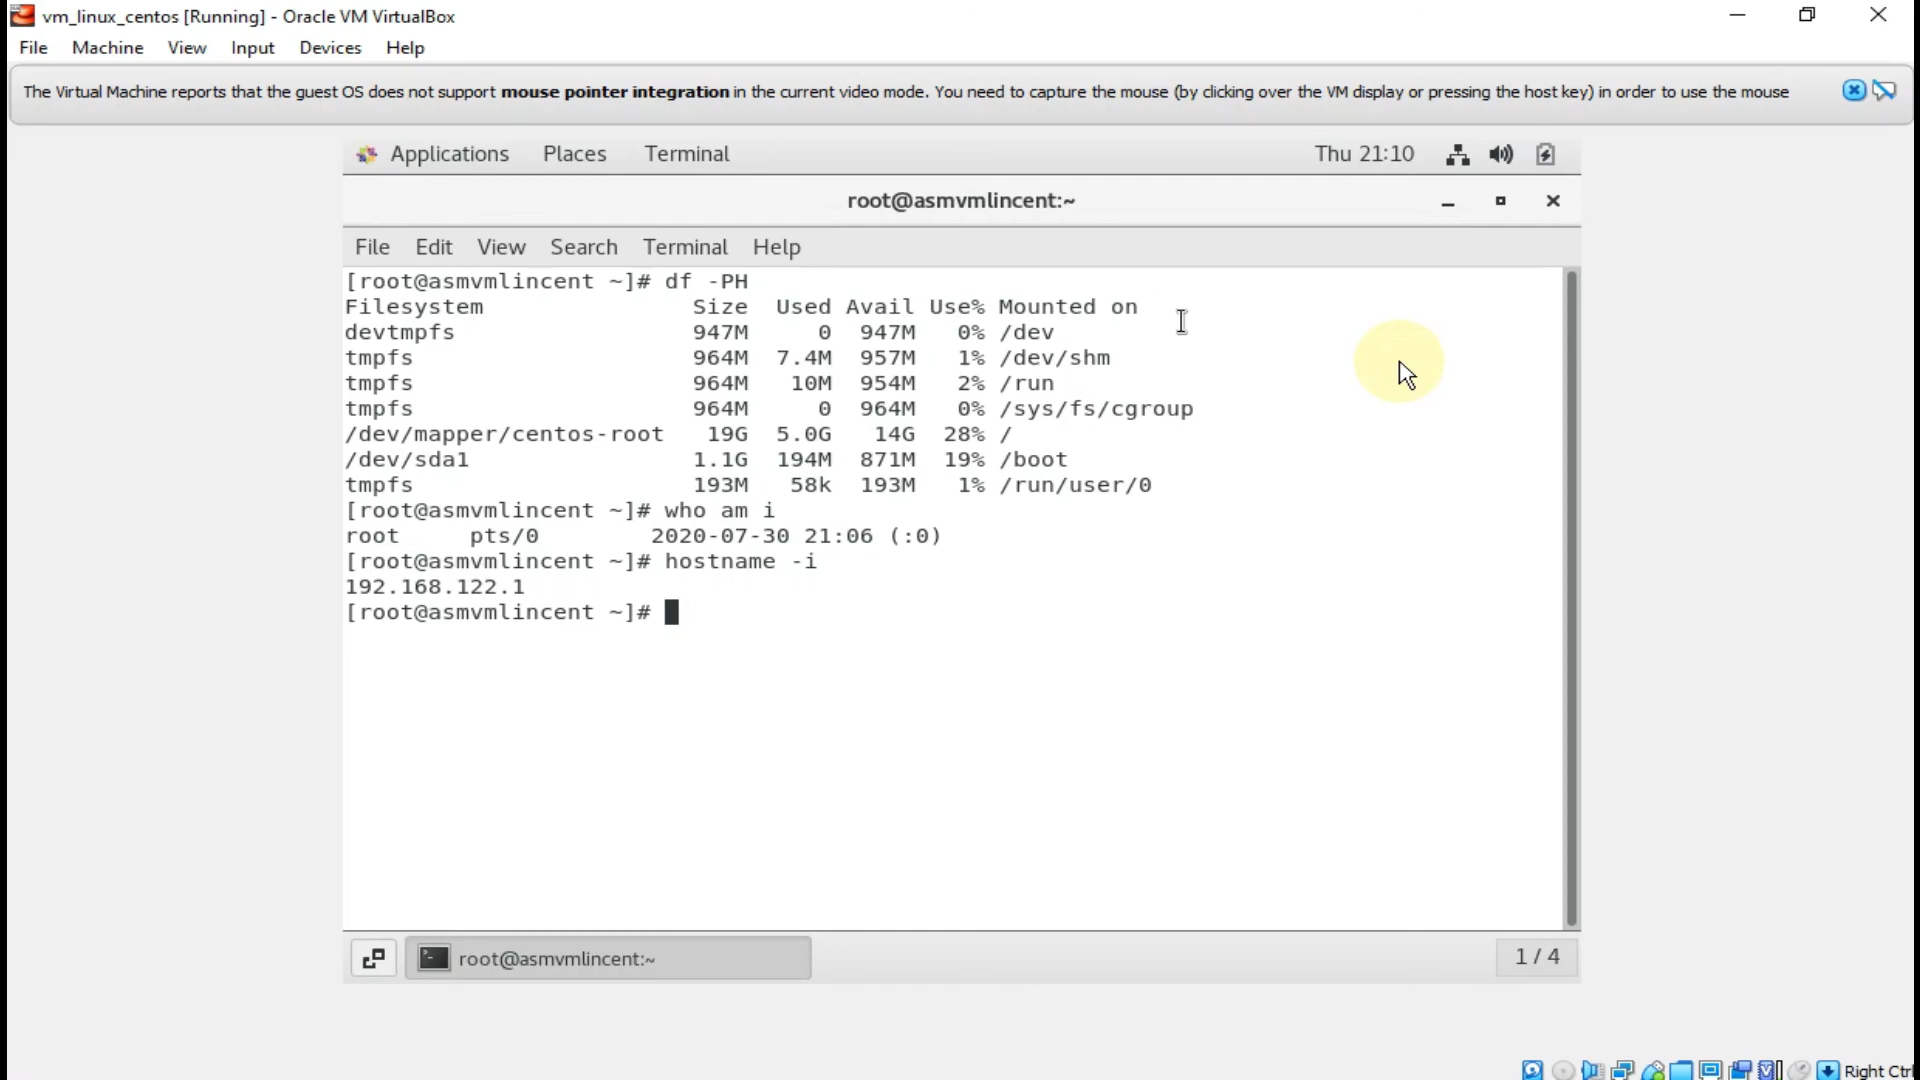 vm_linux_centos [Running] - Oracle VM VirtualBox
File Machine View Input Devices Help
The Virtual Machine reports that the guest OS does not support mouse pointer integration in the current video mode. You need to capture the mouse (by clicking over the VM display or pressing the host key) in order to use the mouse
Applications Places Terminal Thu 21:10
root@asmvmlincent:~
File Edit View Search Terminal Help
[root@asmvmlincent ~]# df -PH
Filesystem Size Used Avail Use% Mounted on
devtmpfs 947M 0 947M 0% /dev
tmpfs 964M 7.4M 957M 1% /dev/shm
tmpfs 964M 10M 954M 2% /run
tmpfs 964M 0 964M 0% /sys/fs/cgroup
/dev/mapper/centos-root 19G 5.0G 14G 28% /
/dev/sda1 1.1G 194M 871M 19% /boot
tmpfs 193M 58k 193M 1% /run/user/0
[root@asmvmlincent ~]# who am i
root pts/0 2020-07-30 21:06 (:0)
[root@asmvmlincent ~]# hostname -i
192.168.122.1
[root@asmvmlincent ~]#
root@asmvmlincent:~ 1 / 4
Right Ctrl